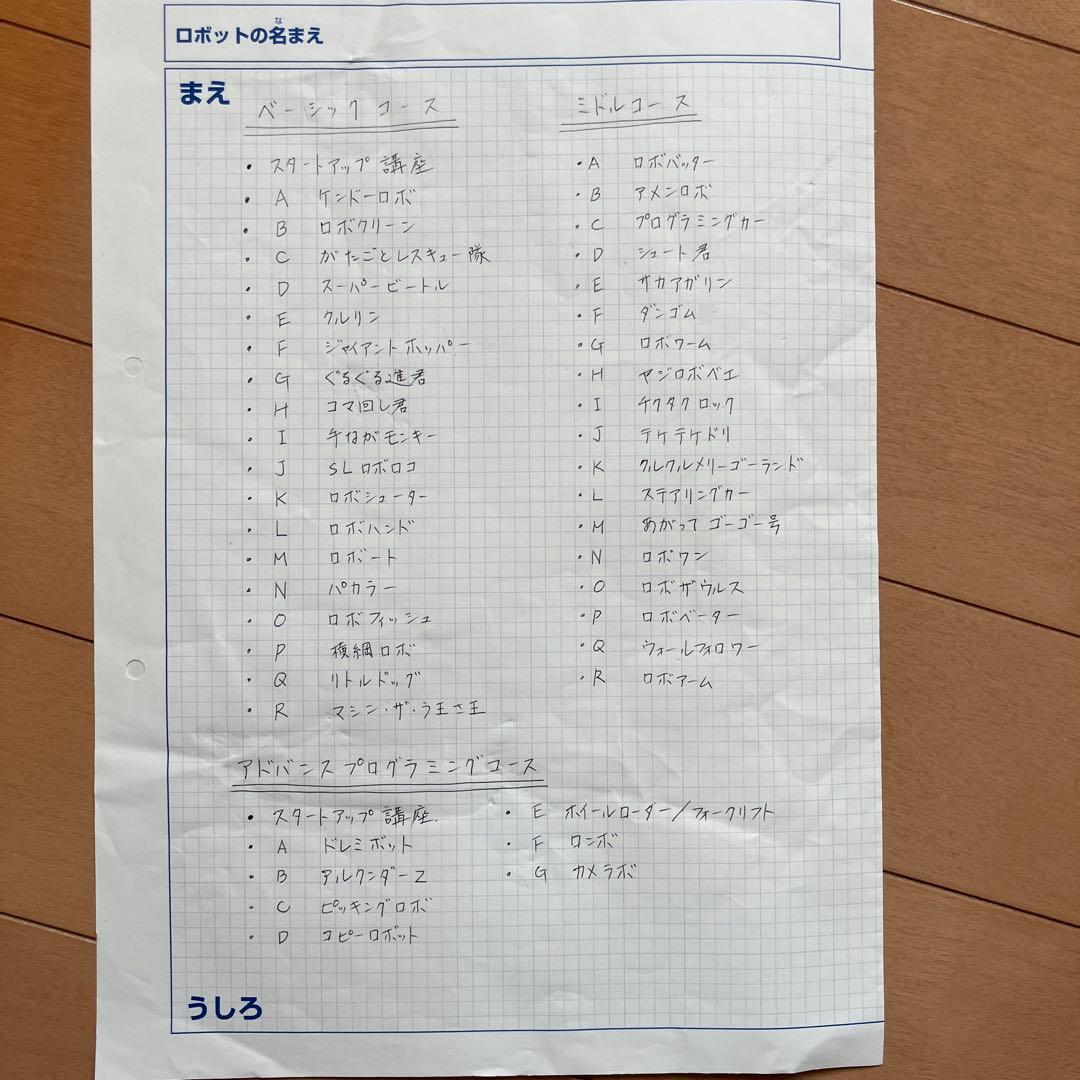 ロボットの名まえ
な
まえ
ベーシックコース
・ スタートアップ講座
・ A ケンドーロボ
・ B ロボクリーン
・ C がたごとレスキュー隊
・ D スーパービートル
・ E クルリン
・ F ジャイアントホッパー
・ G ぐるぐる進君
・ H コマ回し君
・ I 手ながモンキー
・ J SLロボロコ
・ K ロボシューター
・ L ロボハンド
・ M ロボート
・ N パカラー
・ O ロボフィッシュ
・ P 横綱ロボ
・ Q リトルドッグ
・ R マシン・ザ・ラ
ミドルコース
・A ロボバッター
・B アメンロボ
・C プログラミングカー
・D シュート君
・E サカアガリン
・F ダンゴム
・G ロボワーム
・H ヤジロボベエ
・I チクタクロック
・J テケテケドリ
・K クルクルメリーゴーランド
・L ステアリングカー
・M あがってゴーゴー号
・N ロボワン
・O ロボザウルス
・P ロボベーター
・Q ウォールフォロワー
・R ロボアーム
アドバンスプログラミングコース
・ スタートアップ講座
・ A ドレミボット
・ B アルクンダーZ
・ C ピッキングロボ
・ D コピーロボット
・ E ホイールローダー/フォークリフト
・ F ロンボ
・ G カメラボ
うしろ